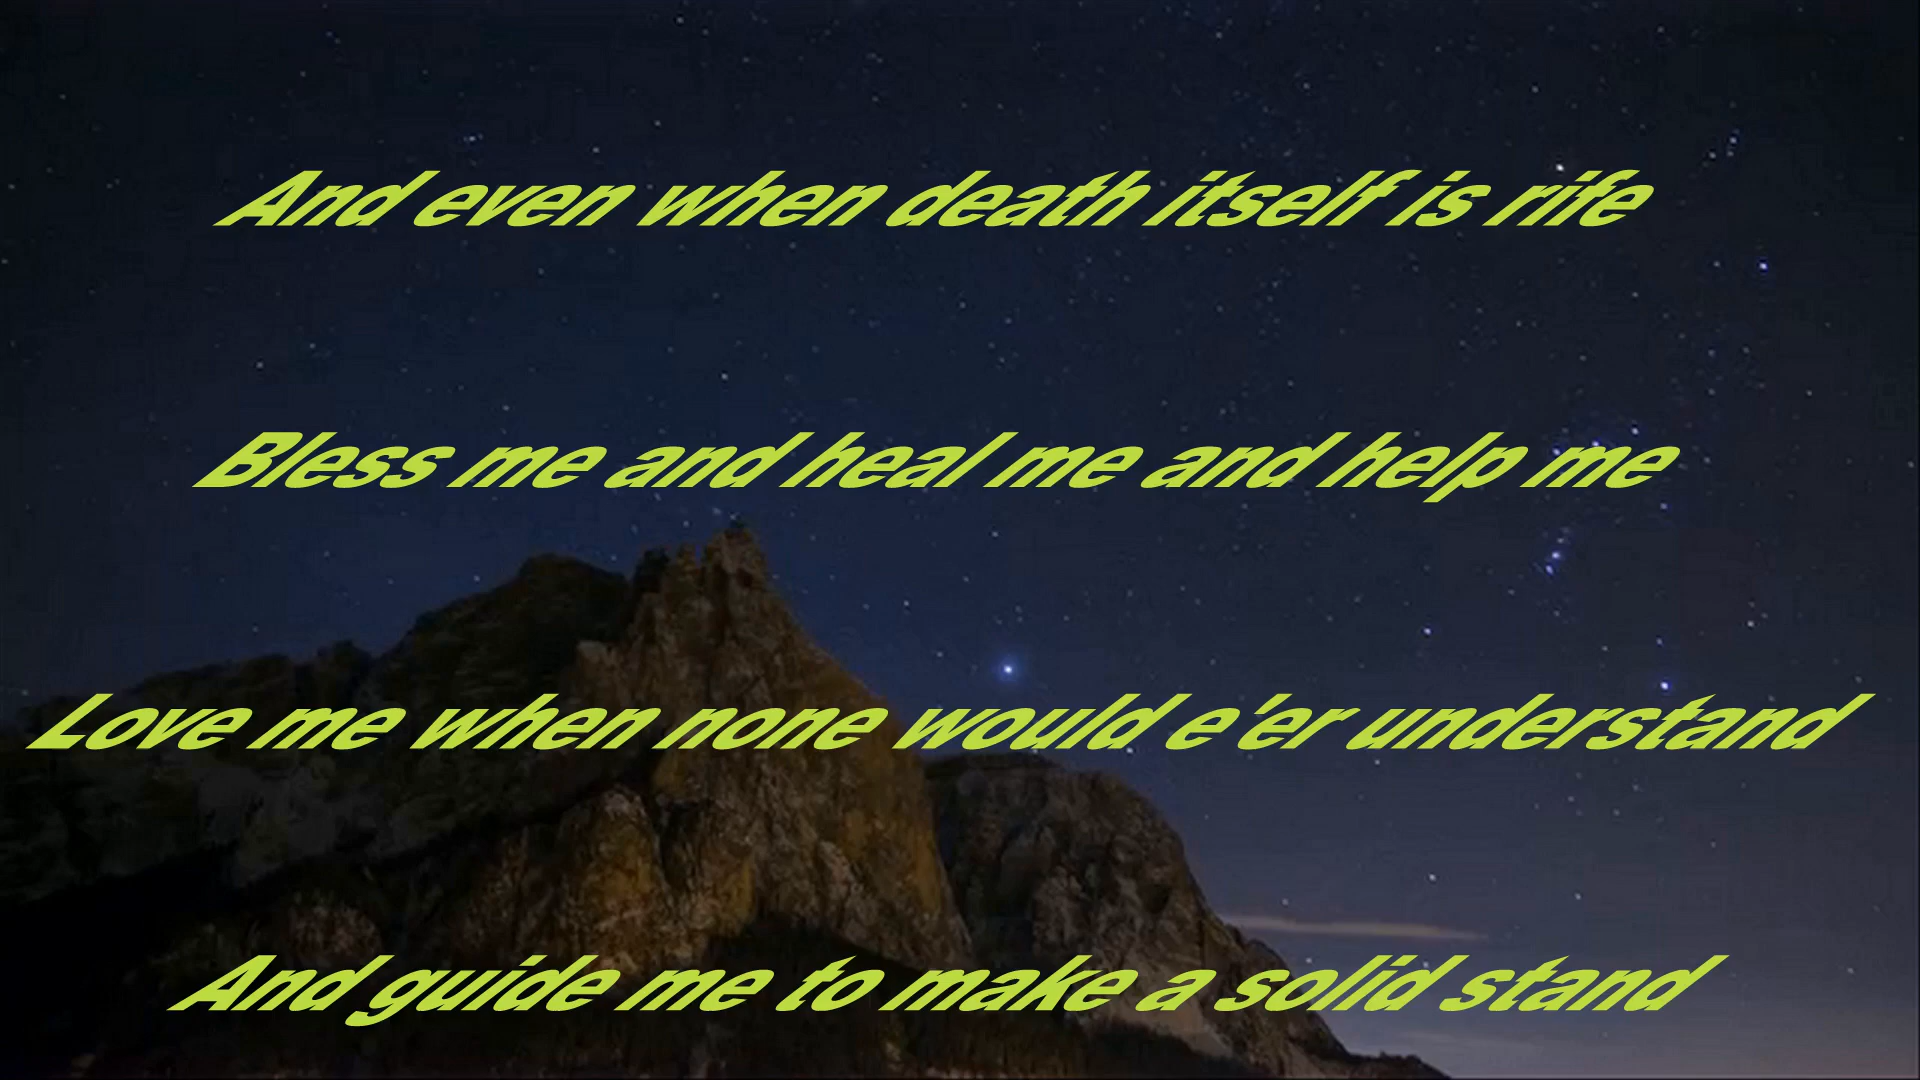 And even when death itself is rife
Bless me and heal me and help me
Love me when none would e'er understand
And guide me to make a solid stand